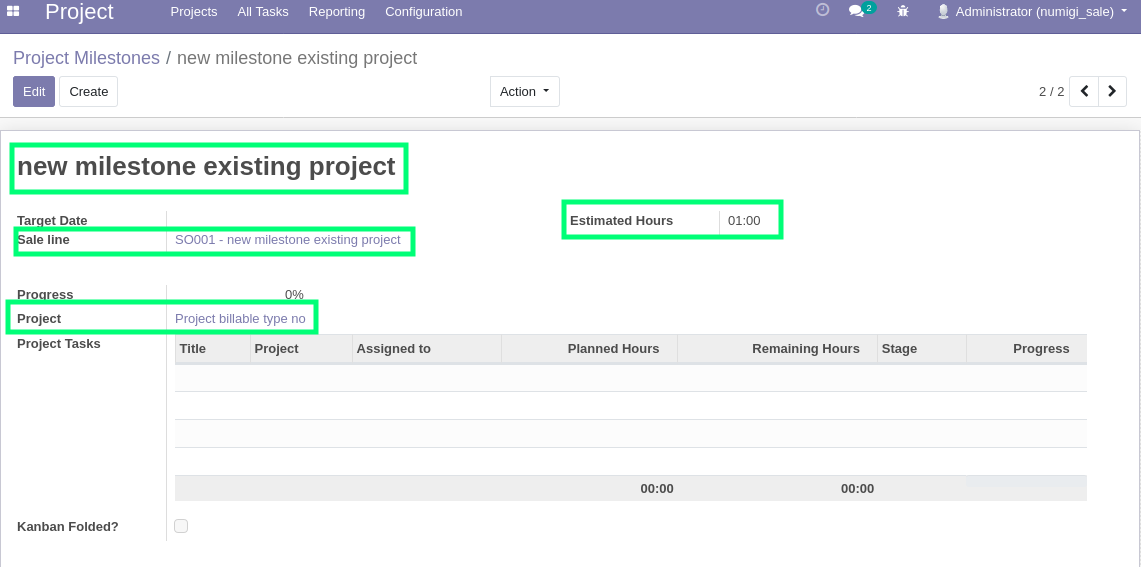 Project Projects All Tasks Reporting Configuration 2 Administrator (numigi_sale)
Project Milestones / new milestone existing project
Edit Create Action 2 / 2
new milestone existing project
Target Date
Estimated Hours 01:00
Sale line SO001 - new milestone existing project
Progress 0%
Project Project billable type no
Project Tasks
Title Project Assigned to Planned Hours Remaining Hours Stage Progress
00:00 00:00
Kanban Folded?